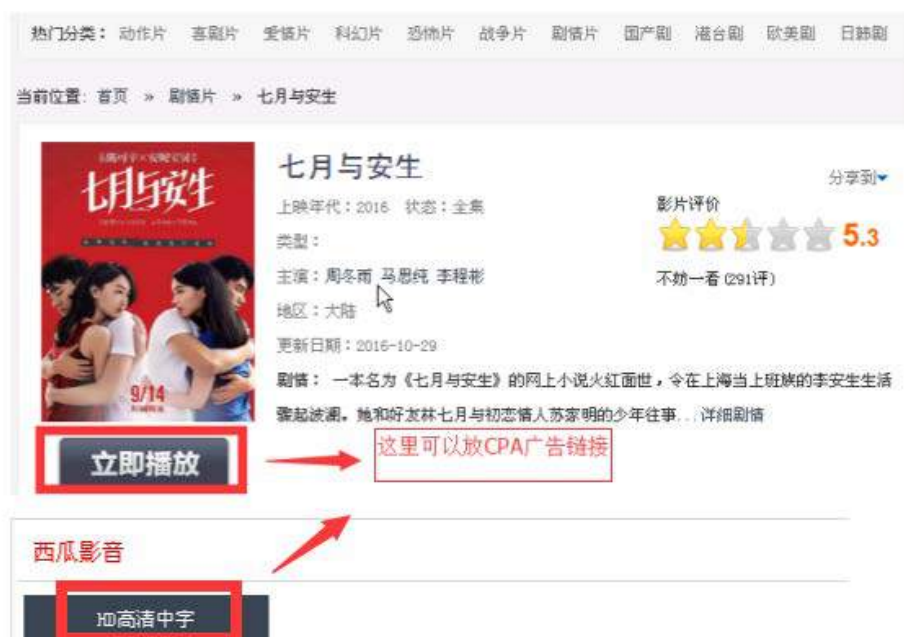 热门分类: 动作片 喜剧片 爱情片 科幻片 恐怖片 战争片 剧情片 国产剧 港台剧 欧美剧 日韩剧
当前位置: 首页 » 剧情片 » 七月与安生
七月与安生
9/14
七月与安生
分享到
上映年代:2016 状态:全集
影片评价
类型:
5.3
主演:周冬雨 马思纯 李程彬
不妨一看 (291评)
地区:大陆
更新日期:2016-10-29
剧情: 一本名为《七月与安生》的网上小说火红面世,令在上海当上班族的李安生生活
骤起波澜。她和好友林七月与初恋情人苏家明的少年往事...详细剧情
立即播放
这里可以放CPA广告链接
西瓜影音
HD高清中字